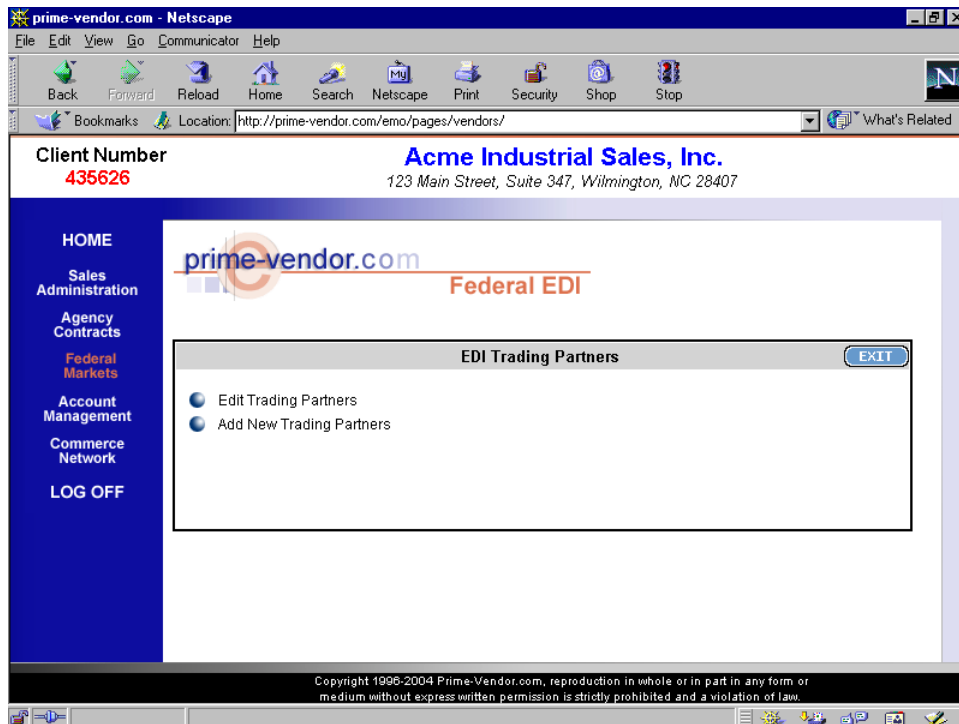 prime-vendor.com - Netscape
File Edit View Go Communicator Help
Back Forward Reload Home Search Netscape Print Security Shop Stop
My
N
Bookmarks Location: http://prime-vendor.com/emo/pages/vendors/ What's Related
Client Number
435626
Acme Industrial Sales, Inc.
123 Main Street, Suite 347, Wilmington, NC 28407
HOME
Sales
Administration
Agency
Contracts
Federal
Markets
Account
Management
Commerce
Network
LOG OFF
prime-vendor.com
Federal EDI
EDI Trading Partners
EXIT
Edit Trading Partners
Add New Trading Partners
Copyright 1996-2004 Prime-Vendor.com, reproduction in whole or in part in any form or
medium without express written permission is strictly prohibited and a violation of law.